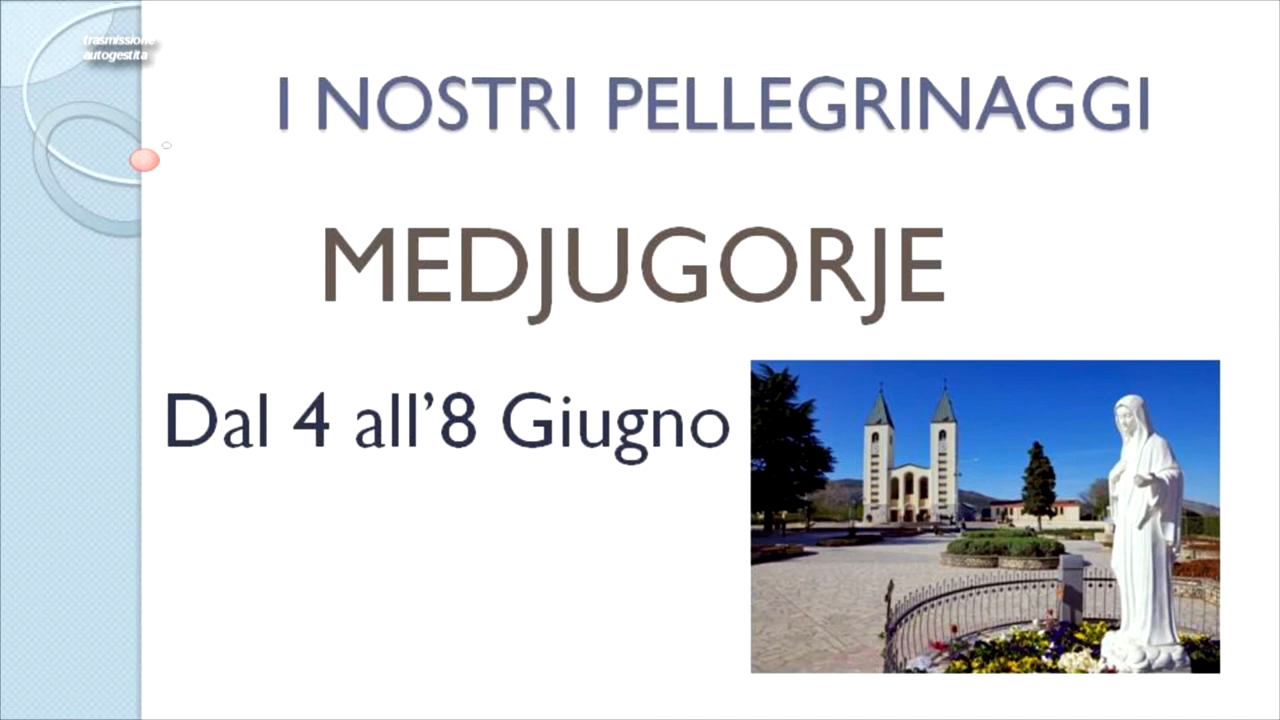 trasmissione
autogestita
I NOSTRI PELLEGRINAGGI
MEDJUGORJE
Dal 4 all’8 Giugno